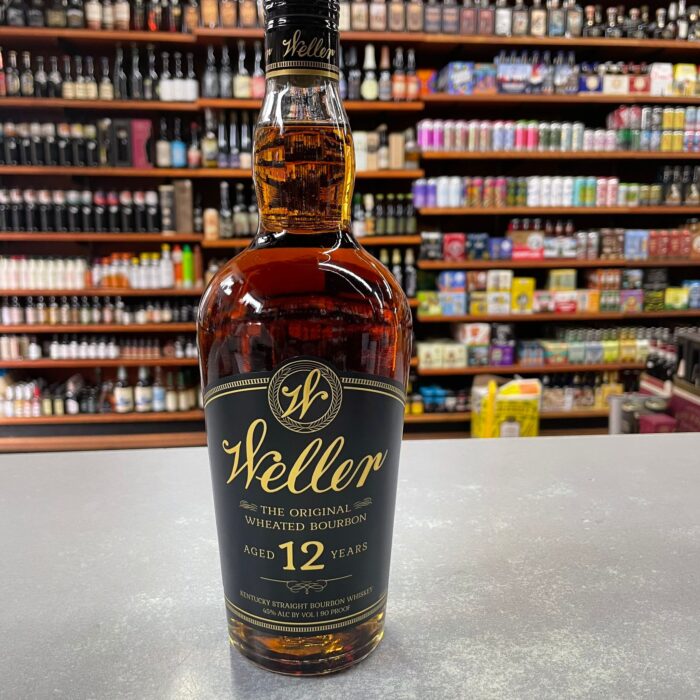 Weller
W
Weller
THE ORIGINAL
WHEATED BOURBON
AGED 12 YEARS
KENTUCKY STRAIGHT BOURBON WHISKEY
45% ALC BY VOL | 90 PROOF